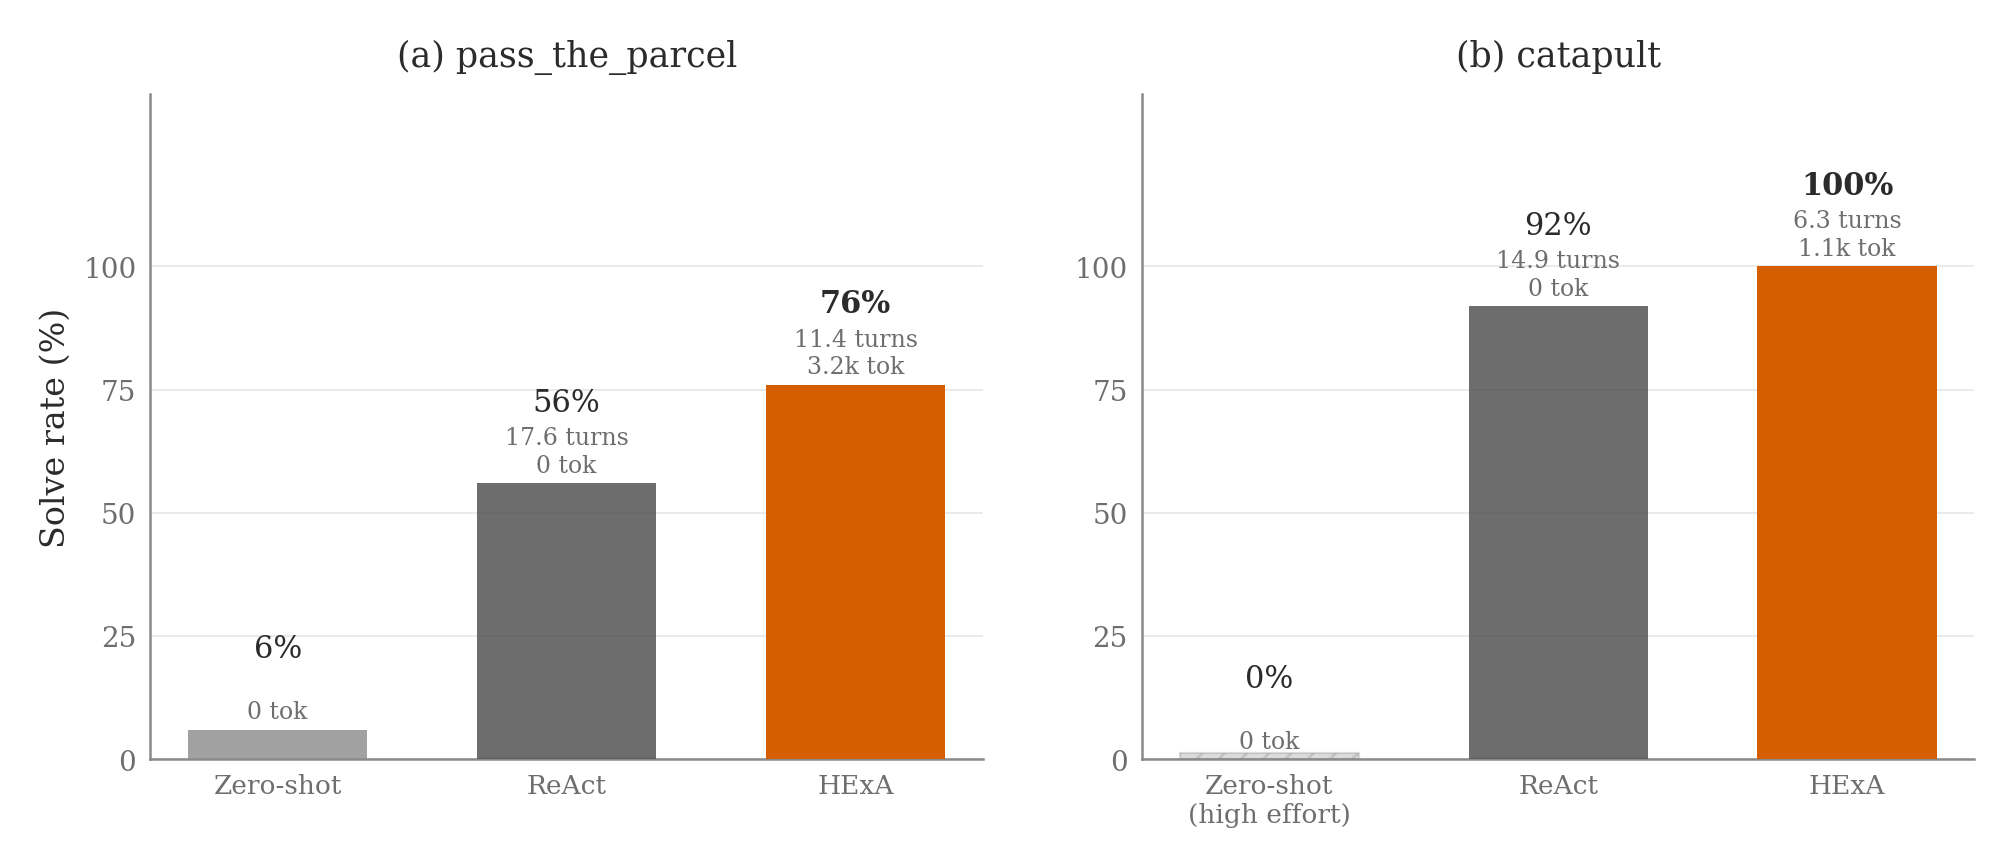 (a) pass_the_parcel
Solve rate (%)
100
75
50
25
0
6%
0 tok
56%
17.6 turns
0 tok
76%
11.4 turns
3.2k tok
Zero-shot
ReAct
HExA
(b) catapult
100
75
50
25
0
0%
0 tok
92%
14.9 turns
0 tok
100%
6.3 turns
1.1k tok
Zero-shot
(high effort)
ReAct
HExA